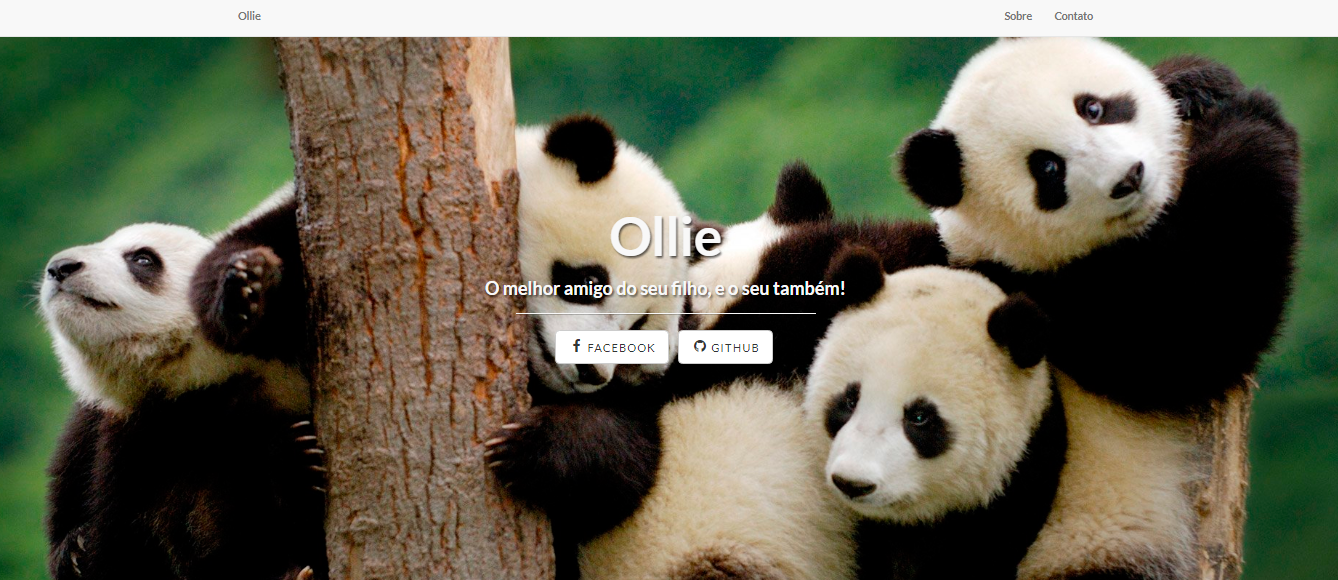 Ollie
Sobre Contato
Ollie
O melhor amigo do seu filho, e o seu também!
FACEBOOK GITHUB